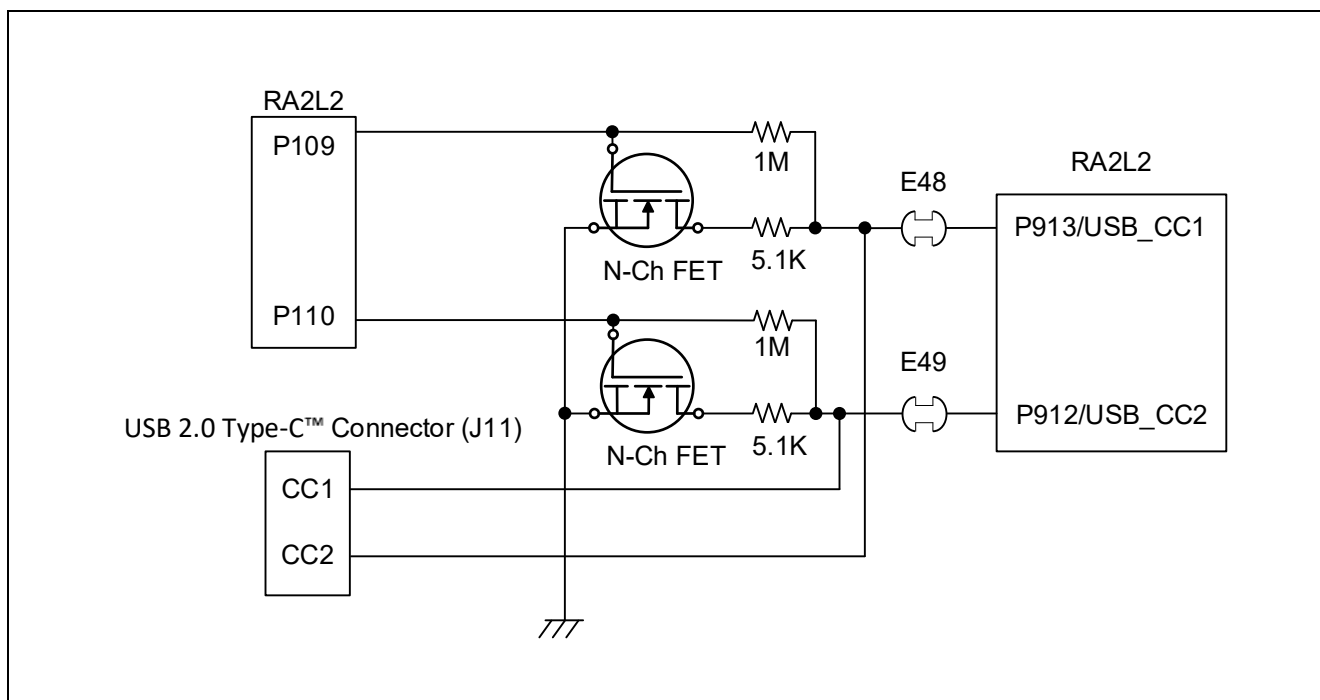 RA2L2
P109
1M
RA2L2
E48
P913/USB_CC1
5.1K
N-Ch FET
P110
1M
E49
P912/USB_CC2
USB 2.0 Type-C™ Connector (J11)
5.1K
N-Ch FET
CC1
CC2